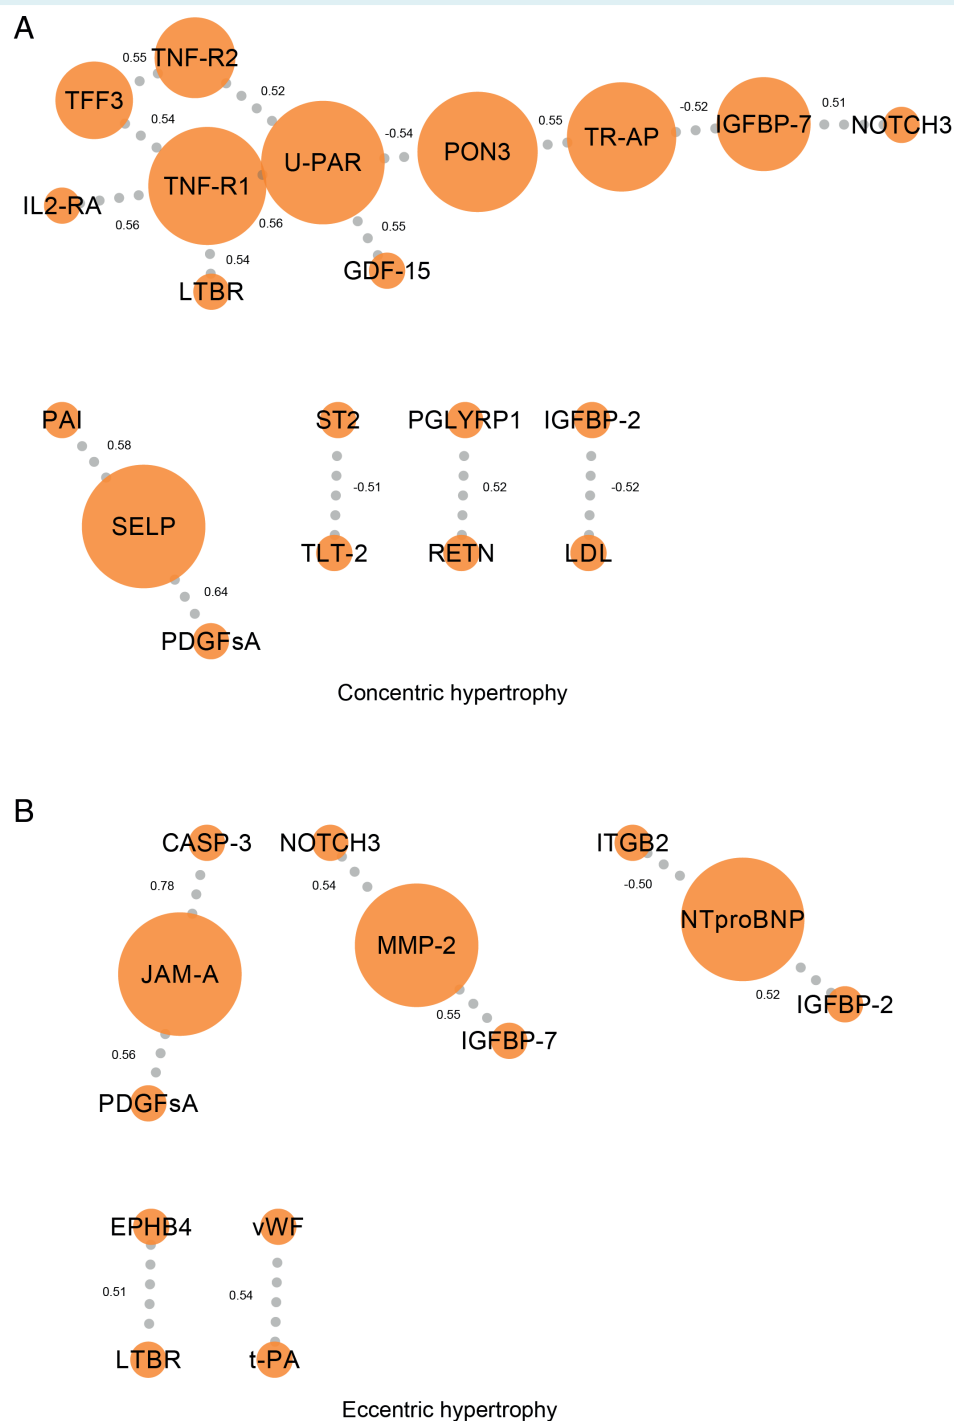 A
TNF-R2
0.55
TFF3
0.52
0.54
-0.54
0.55
-0.52
0.51
U-PAR
PON3
TR-AP
IGFBP-7
NOTCH3
TNF-R1
IL2-RA
0.56
0.56
0.55
0.54
GDF-15
LTBR
PAI
ST2
PGLYRP1
IGFBP-2
0.58
-0.51
0.52
-0.52
SELP
TLT-2
RETN
LDL
0.64
PDGFsA
Concentric hypertrophy
B
CASP-3
NOTCH3
ITGB2
0.78
0.54
-0.50
JAM-A
MMP-2
NTproBNP
0.52
0.55
IGFBP-2
0.56
IGFBP-7
PDGFsA
EPHB4
vWF
0.51
0.54
LTBR
t-PA
Eccentric hypertrophy